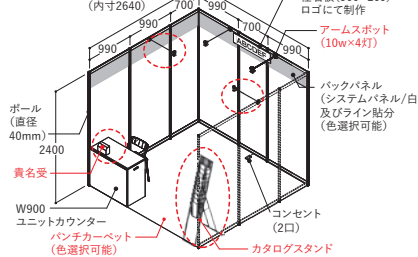 (内寸2640)
990
700
700
990
990
990
ロゴにて制作
アームスポット
(10w×4灯)
ABCDEF
バックパネル
(システムパネル/白
及びライン貼分
(色選択可能)
ポール
(直径
40mm)
2400
貴名受
W900
ユニットカウンター
パンチカーペット
(色選択可能)
コンセント
(2口)
カタログスタンド